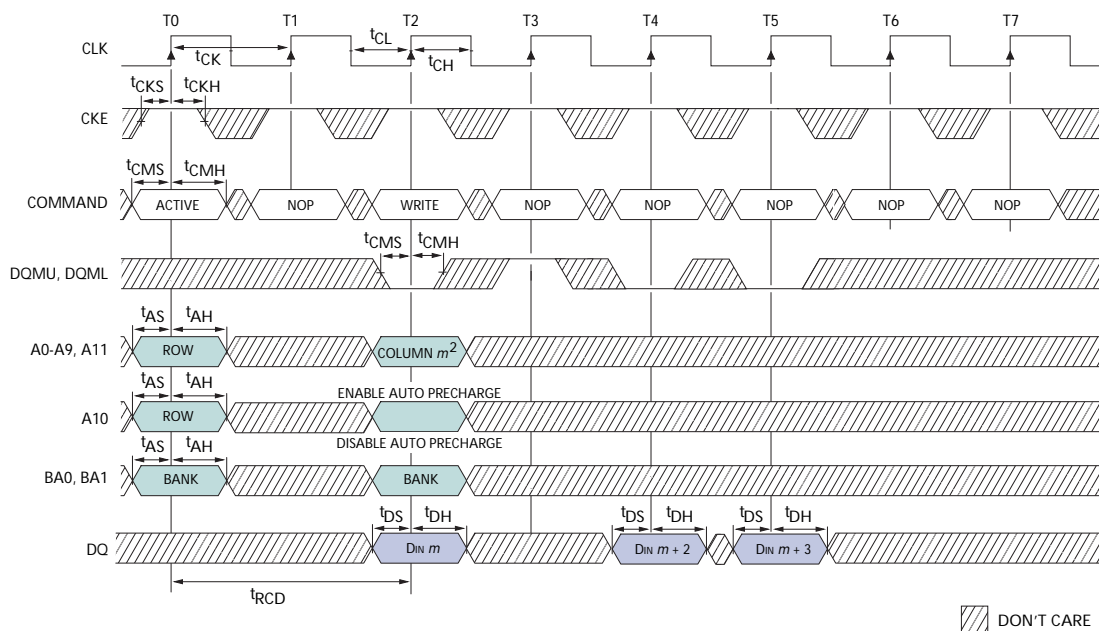 T0 T1 T2 T3 T4 T5 T6 T7
CLK
tCK
tCL
tCH
tCKS tCKH
CKE
tCMS tCMH
COMMAND ACTIVE NOP WRITE NOP NOP NOP NOP NOP
tCMS tCMH
DQMU, DQML
tAS tAH
A0-A9, A11 ROW COLUMN m2
tAS tAH
ENABLE AUTO PRECHARGE
A10 ROW
DISABLE AUTO PRECHARGE
tAS tAH
BA0, BA1 BANK BANK
tDS tDH tDS tDH tDS tDH
DQ DIN m DIN m + 2 DIN m + 3
tRCD
DON'T CARE